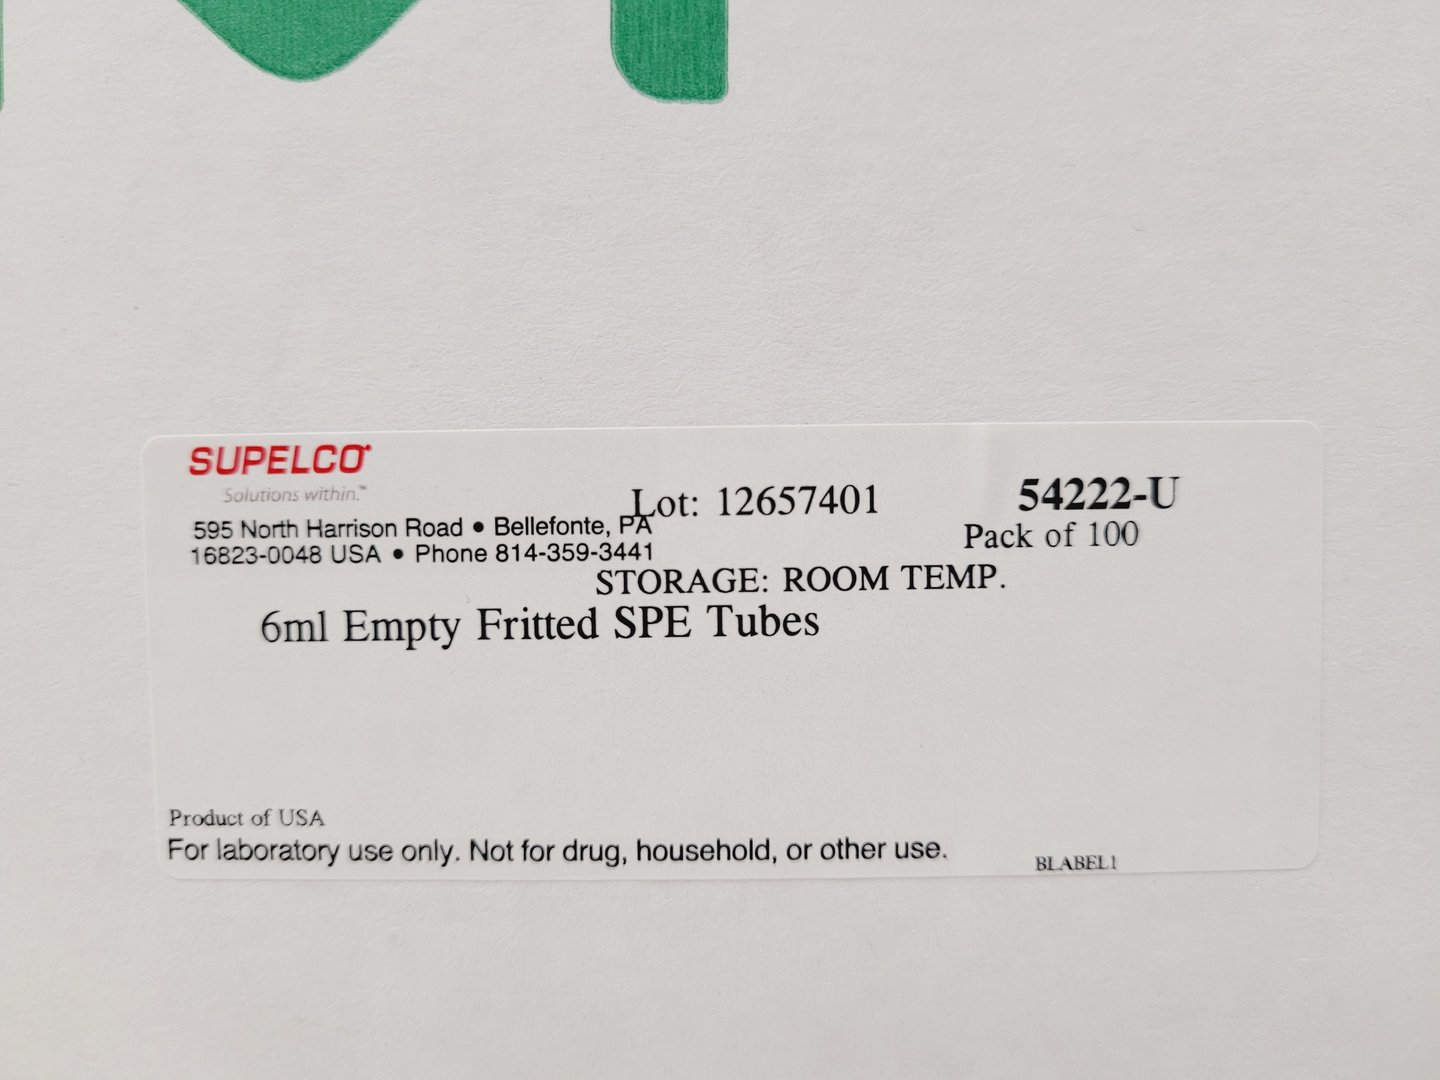 SUPELCO
Solutions within.™
595 North Harrison Road • Bellefonte, PA
16823-0048 USA • Phone 814-359-3441
Lot: 12657401
54222-U
Pack of 100
STORAGE: ROOM TEMP.
6ml Empty Fritted SPE Tubes
Product of USA
For laboratory use only. Not for drug, household, or other use.
BLABEL1